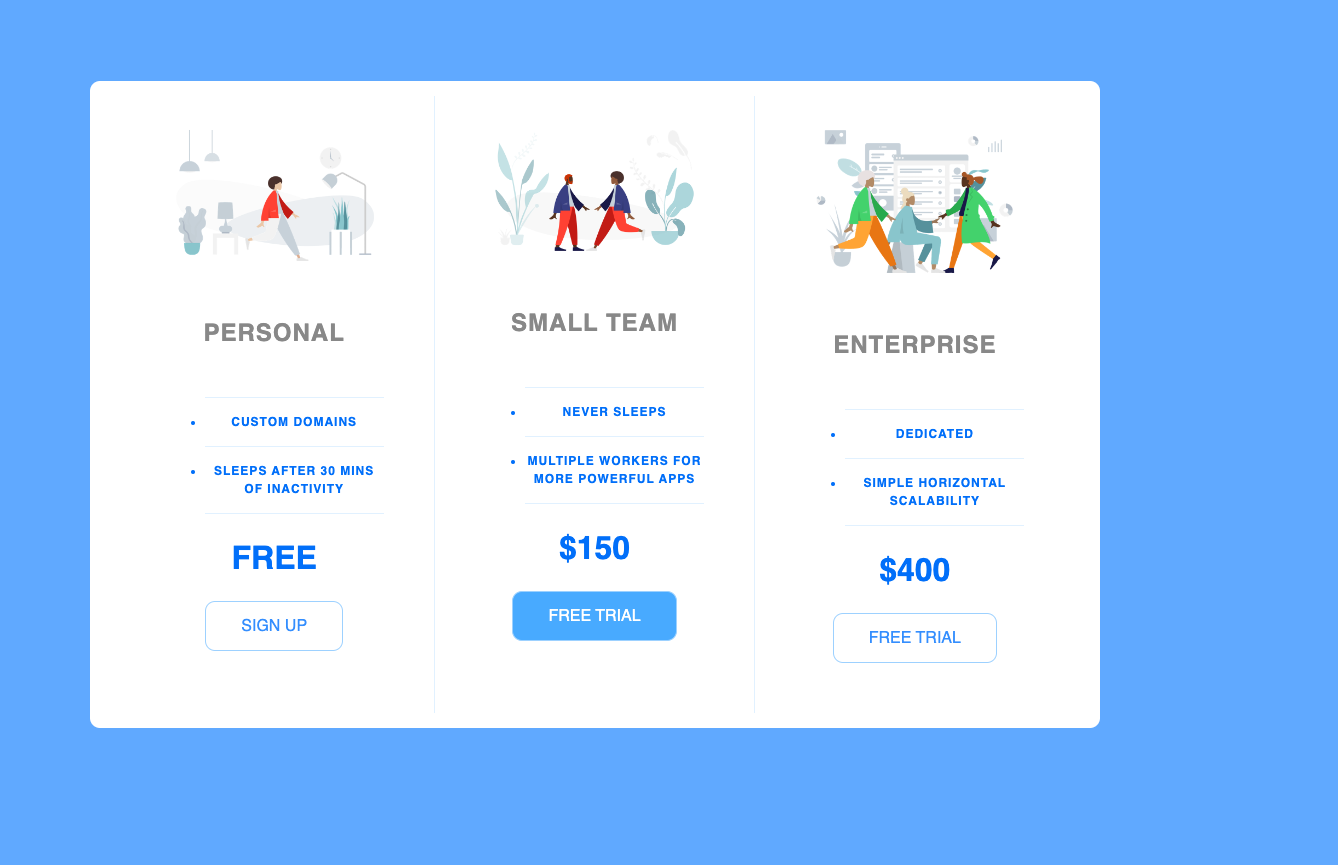 PERSONAL
CUSTOM DOMAINS
SLEEPS AFTER 30 MINS
OF INACTIVITY
FREE
SIGN UP
SMALL TEAM
NEVER SLEEPS
MULTIPLE WORKERS FOR
MORE POWERFUL APPS
$150
FREE TRIAL
ENTERPRISE
DEDICATED
SIMPLE HORIZONTAL
SCALABILITY
$400
FREE TRIAL